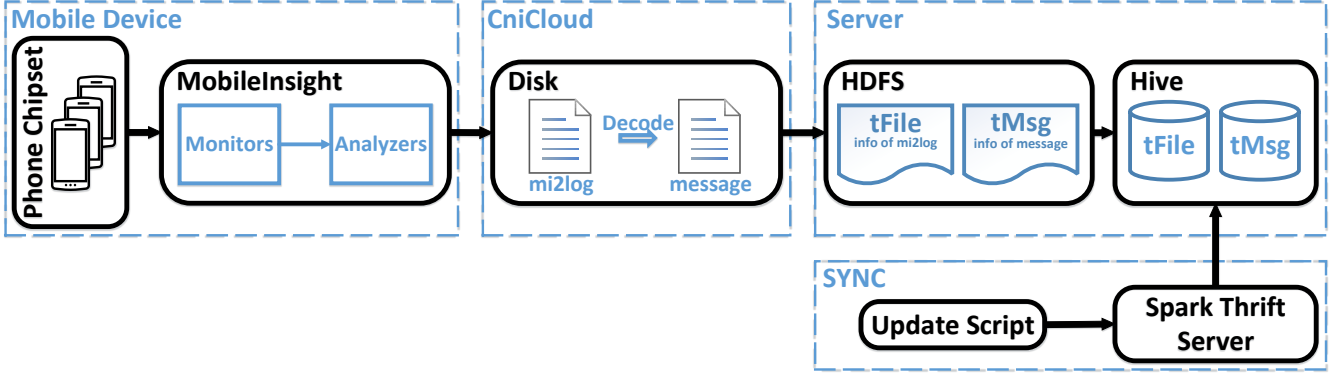 Mobile Device
Phone Chipset
MobileInsight
Monitors
Analyzers
CniCloud
Disk
Decode
mi2log
message
Server
HDFS
tFile
info of mi2log
tMsg
info of message
Hive
tFile
tMsg
SYNC
Update Script
Spark Thrift
Server